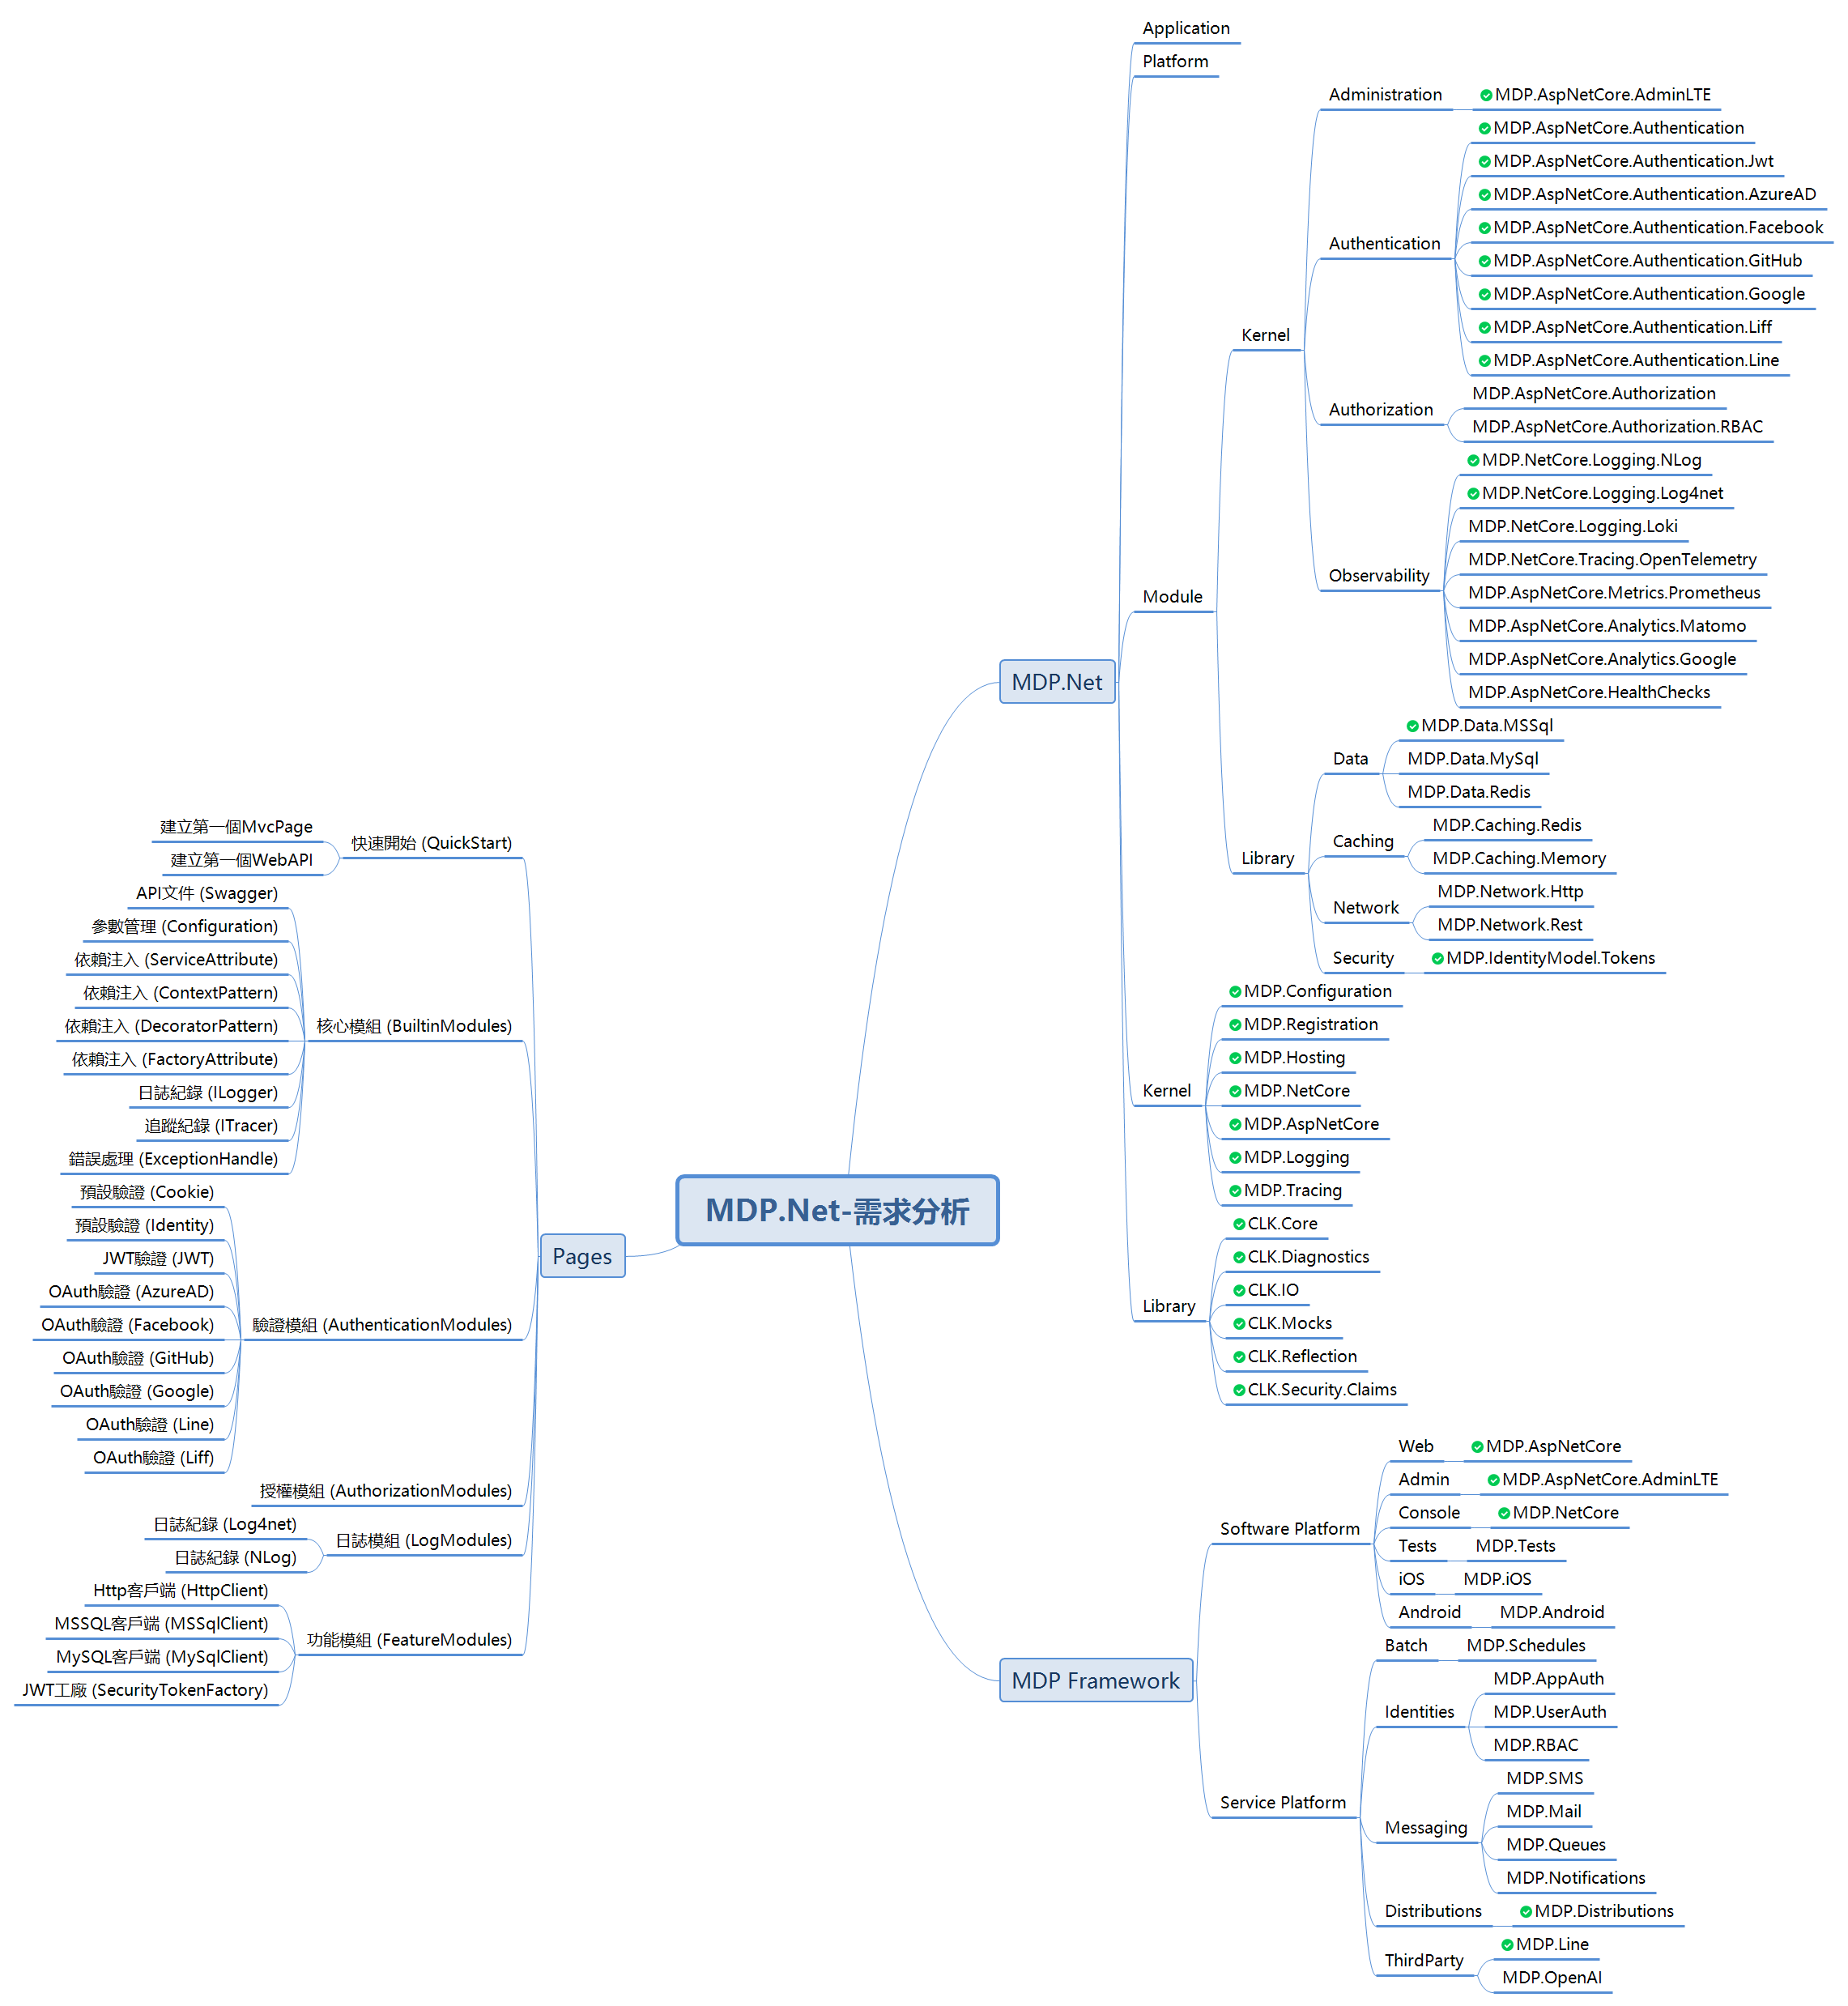 MDP.Net-需求分析
MDP.Net
Application
Platform
Module
Kernel
Administration
MDP.AspNetCore.AdminLTE
Authentication
MDP.AspNetCore.Authentication
MDP.AspNetCore.Authentication.Jwt
MDP.AspNetCore.Authentication.AzureAD
MDP.AspNetCore.Authentication.Facebook
MDP.AspNetCore.Authentication.GitHub
MDP.AspNetCore.Authentication.Google
MDP.AspNetCore.Authentication.Liff
MDP.AspNetCore.Authentication.Line
Authorization
MDP.AspNetCore.Authorization
MDP.AspNetCore.Authorization.RBAC
Observability
MDP.NetCore.Logging.NLog
MDP.NetCore.Logging.Log4net
MDP.NetCore.Logging.Loki
MDP.NetCore.Tracing.OpenTelemetry
MDP.AspNetCore.Metrics.Prometheus
MDP.AspNetCore.Analytics.Matomo
MDP.AspNetCore.Analytics.Google
MDP.AspNetCore.HealthChecks
Library
Data
MDP.Data.MSSql
MDP.Data.MySql
MDP.Data.Redis
Caching
MDP.Caching.Redis
MDP.Caching.Memory
Network
MDP.Network.Http
MDP.Network.Rest
Security
MDP.IdentityModel.Tokens
Kernel
MDP.Configuration
MDP.Registration
MDP.Hosting
MDP.NetCore
MDP.AspNetCore
MDP.Logging
MDP.Tracing
Library
CLK.Core
CLK.Diagnostics
CLK.IO
CLK.Mocks
CLK.Reflection
CLK.Security.Claims
MDP Framework
Software Platform
Web
MDP.AspNetCore
Admin
MDP.AspNetCore.AdminLTE
Console
MDP.NetCore
Tests
MDP.Tests
iOS
MDP.iOS
Android
MDP.Android
Service Platform
Batch
MDP.Schedules
Identities
MDP.AppAuth
MDP.UserAuth
MDP.RBAC
Messaging
MDP.SMS
MDP.Mail
MDP.Queues
MDP.Notifications
Distributions
MDP.Distributions
ThirdParty
MDP.Line
MDP.OpenAI
Pages
快速開始 (QuickStart)
建立第一個MvcPage
建立第一個WebAPI
核心模組 (BuiltinModules)
API文件 (Swagger)
參數管理 (Configuration)
依賴注入 (ServiceAttribute)
依賴注入 (ContextPattern)
依賴注入 (DecoratorPattern)
依賴注入 (FactoryAttribute)
日誌紀錄 (ILogger)
追蹤紀錄 (ITracer)
錯誤處理 (ExceptionHandle)
驗證模組 (AuthenticationModules)
預設驗證 (Cookie)
預設驗證 (Identity)
JWT驗證 (JWT)
OAuth驗證 (AzureAD)
OAuth驗證 (Facebook)
OAuth驗證 (GitHub)
OAuth驗證 (Google)
OAuth驗證 (Line)
OAuth驗證 (Liff)
授權模組 (AuthorizationModules)
日誌模組 (LogModules)
日誌紀錄 (Log4net)
日誌紀錄 (NLog)
功能模組 (FeatureModules)
Http客戶端 (HttpClient)
MSSQL客戶端 (MSSqlClient)
MySQL客戶端 (MySqlClient)
JWT工廠 (SecurityTokenFactory)